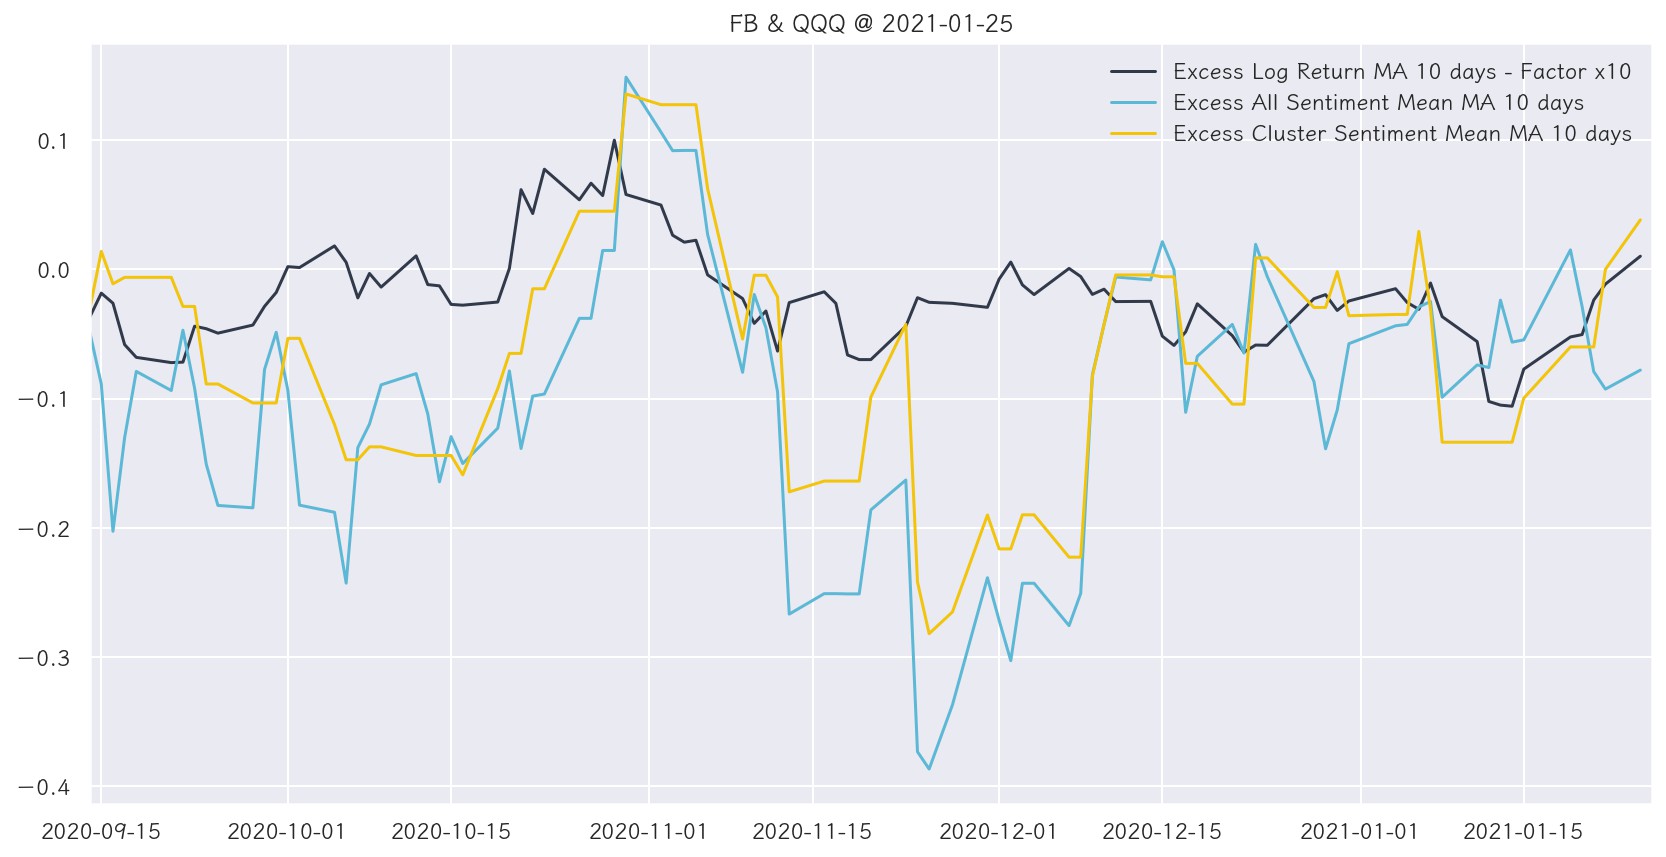 FB & QQQ @ 2021-01-25
Excess Log Return MA 10 days - Factor x10
Excess All Sentiment Mean MA 10 days
Excess Cluster Sentiment Mean MA 10 days
0.1
0.0
−0.1
−0.2
−0.3
−0.4
2020-09-15 2020-10-01 2020-10-15 2020-11-01 2020-11-15 2020-12-01 2020-12-15 2021-01-01 2021-01-15